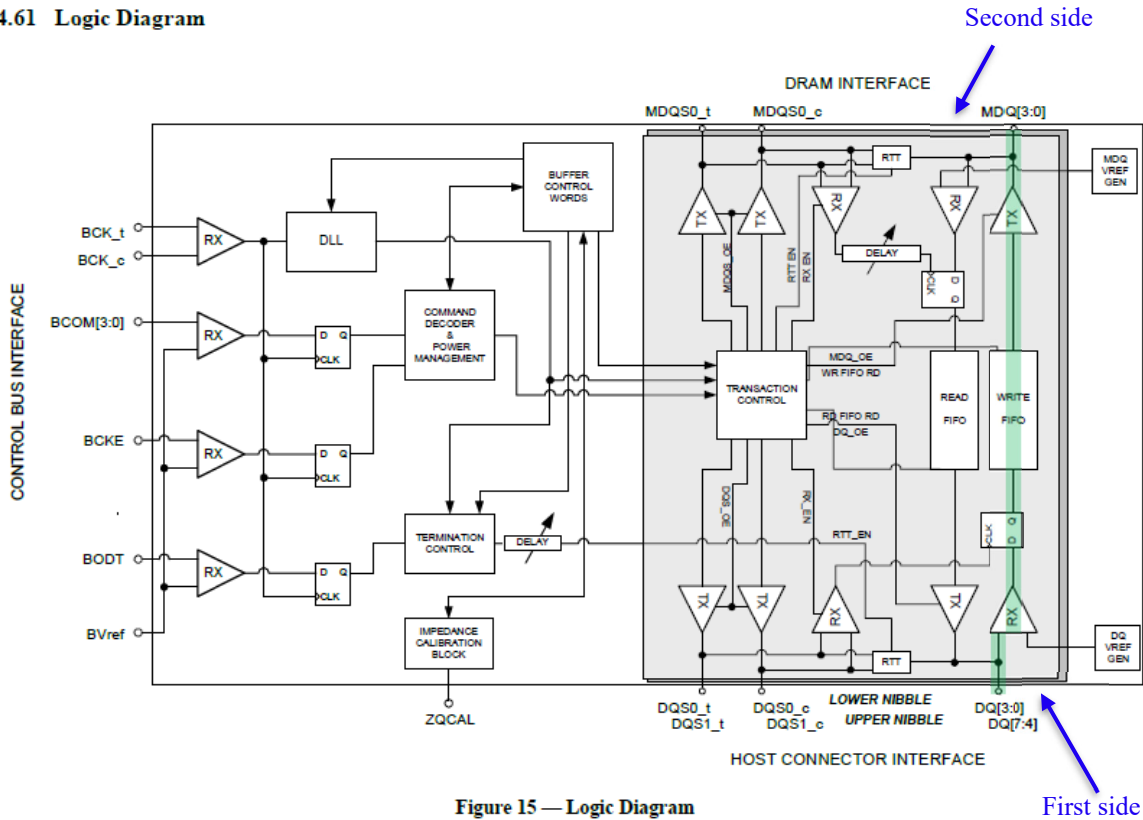 4.61 Logic Diagram
Second side
DRAM INTERFACE
MDQS0_t
MDQS0_c
MDQ[3:0]
BUFFER
CONTROL
WORDS
RTT
MDQ
VREF
GEN
CONTROL BUS INTERFACE
BCK_t
BCK_c
RX
DLL
TX
TX
RX
RX
TX
MDQS_OE
RTT EN
RX EN
DELAY
CLK
D
Q
BCOM[3:0]
RX
D Q
CLK
COMMAND
DECODER
&
POWER
MANAGEMENT
TRANSACTION
CONTROL
MDQ_OE
WR FIFO RD
RD FIFO RD
DQ_OE
READ
FIFO
WRITE
FIFO
BCKE
RX
D Q
CLK
DQS_OE
RX_EN
RTT_EN
CLK
Q
D
BODT
RX
D Q
CLK
TERMINATION
CONTROL
DELAY
TX
TX
RX
TX
RX
BVref
IMPEDANCE
CALIBRATION
BLOCK
RTT
DQ
VREF
GEN
ZQCAL
DQS0_t
DQS1_t
DQS0_c
DQS1_c
LOWER NIBBLE
UPPER NIBBLE
DQ[3:0]
DQ[7:4]
HOST CONNECTOR INTERFACE
Figure 15 — Logic Diagram
First side